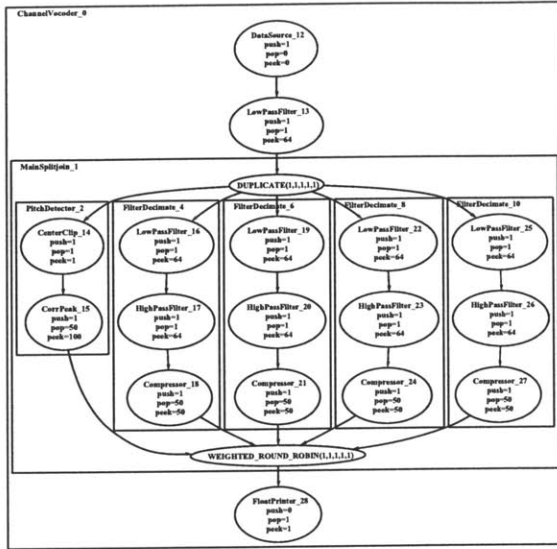 ChannelVocoder_0
DataSource_12
push=1
pop=0
peek=0
LowPassFilter_13
push=1
pop=1
peek=64
MainSplitjoin_1
DUPLICATE(1,1,1,1,1)
PitchDetector_2
CenterClip_14
push=1
pop=1
peek=1
CorrPeak_15
push=1
pop=50
peek=100
FilterDecimate_4
LowPassFilter_16
push=1
pop=1
peek=64
HighPassFilter_17
push=1
pop=1
peek=64
Compressor_18
push=1
pop=50
peek=50
FilterDecimate_6
LowPassFilter_19
push=1
pop=1
peek=64
HighPassFilter_20
push=1
pop=1
peek=64
Compressor_21
push=1
pop=50
peek=50
FilterDecimate_8
LowPassFilter_22
push=1
pop=1
peek=64
HighPassFilter_23
push=1
pop=1
peek=64
Compressor_24
push=1
pop=50
peek=50
FilterDecimate_10
LowPassFilter_25
push=1
pop=1
peek=64
HighPassFilter_26
push=1
pop=1
peek=64
Compressor_27
push=1
pop=50
peek=50
WEIGHTED_ROUND_ROBIN(1,1,1,1,1)
FloatPrinter_28
push=0
pop=1
peek=1